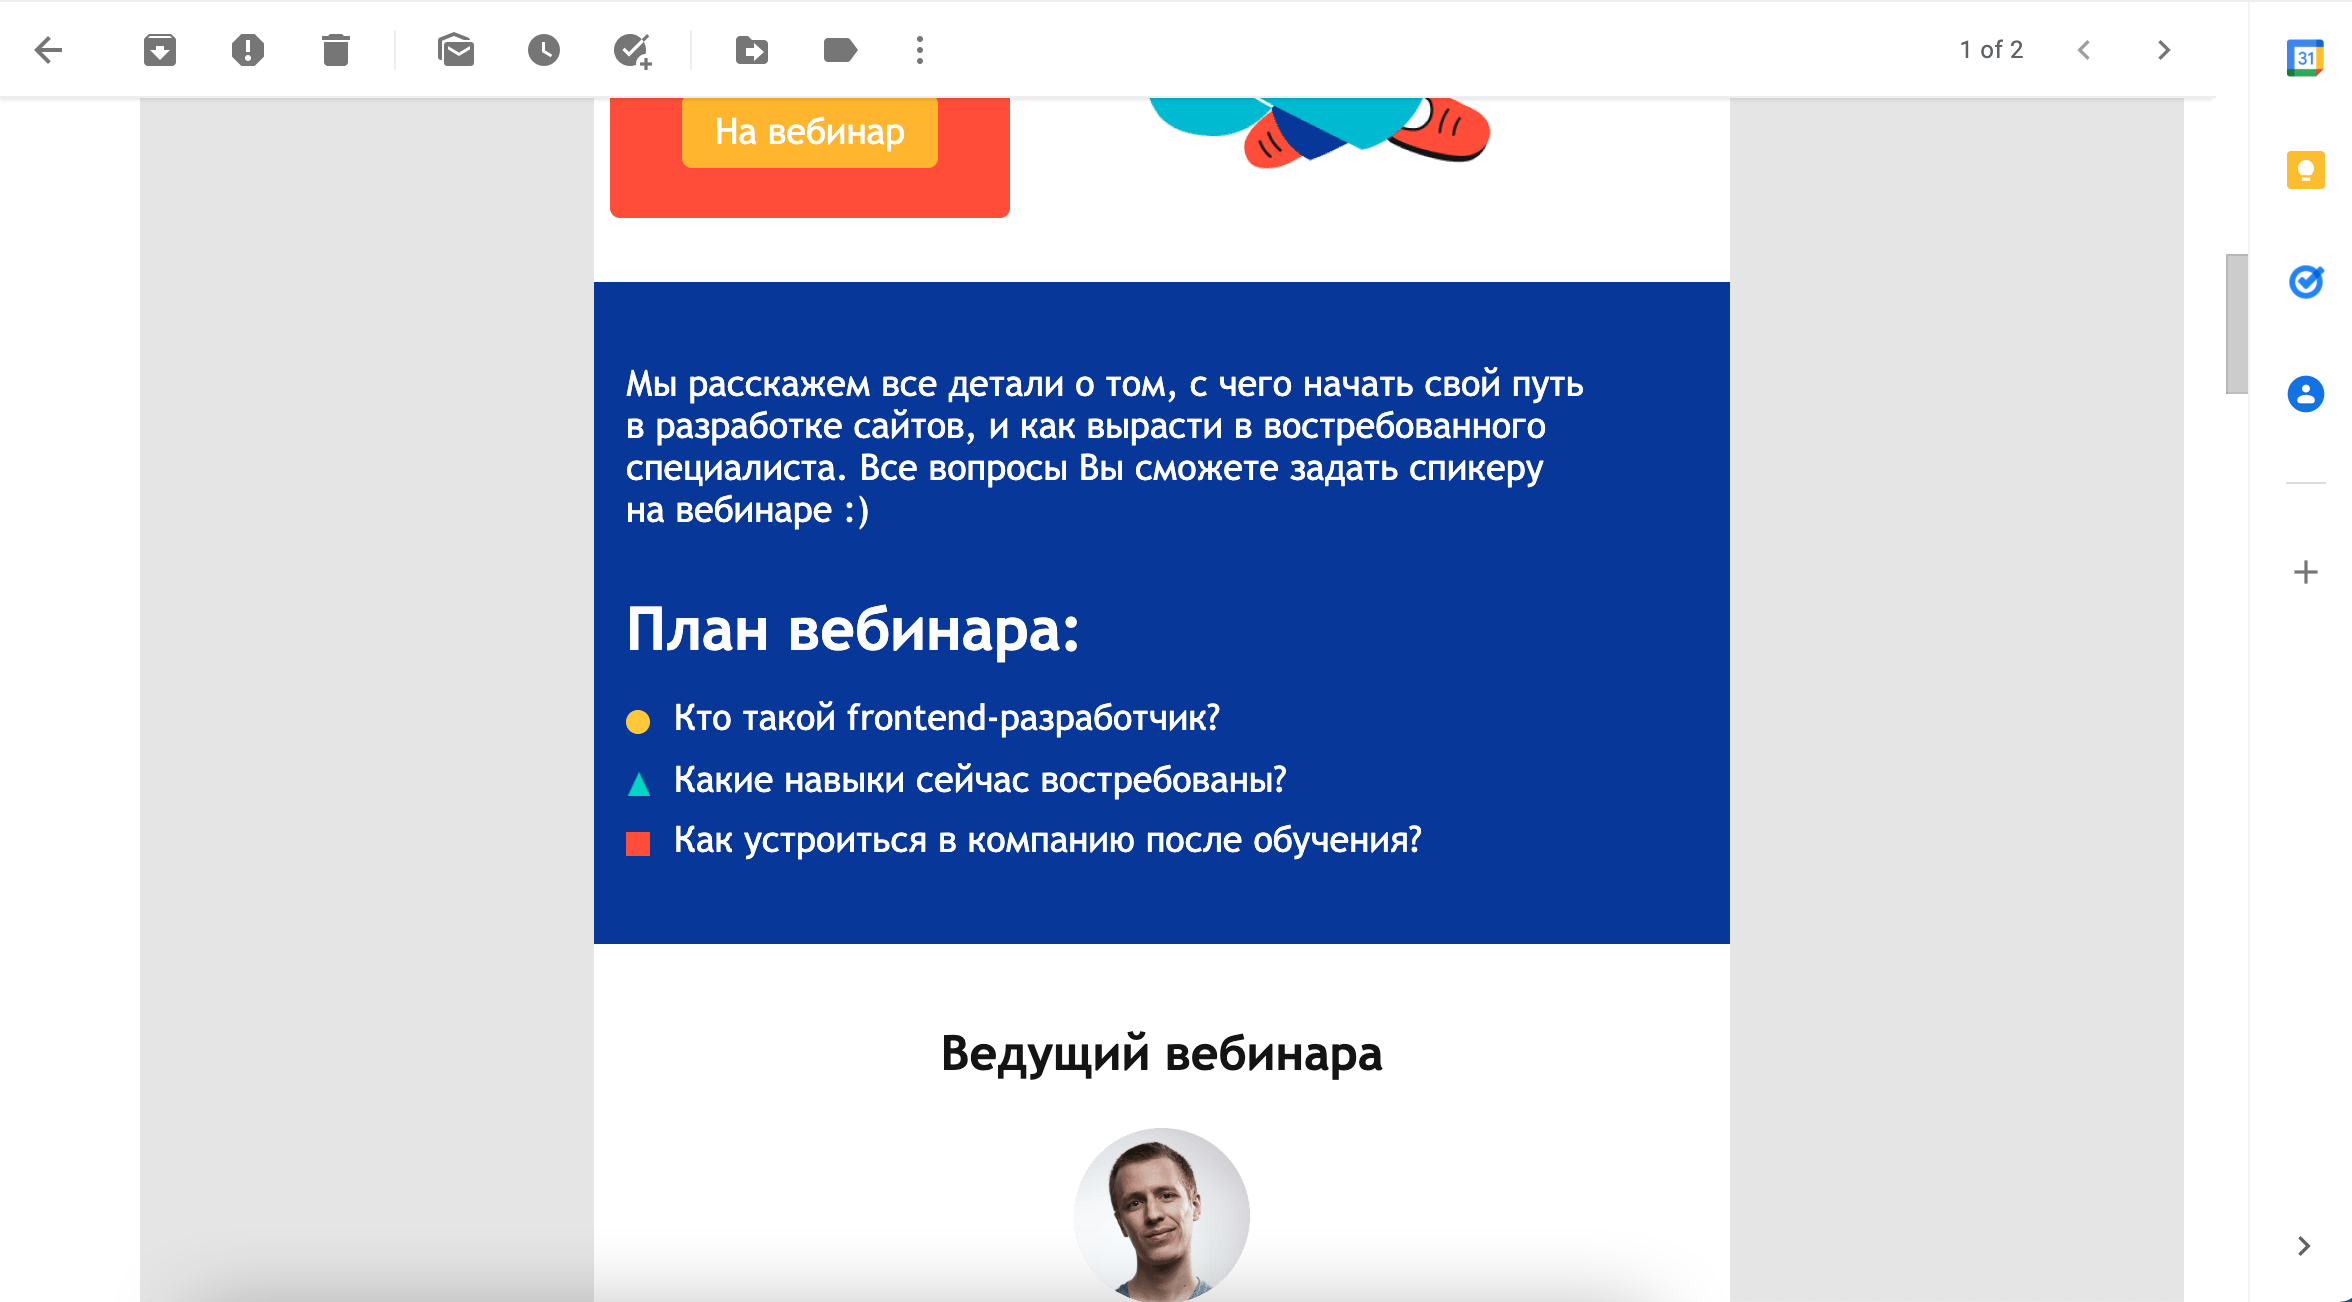 1 of 2
31
На вебинар
Мы расскажем все детали о том, с чего начать свой путь
в разработке сайтов, и как вырасти в востребованного
специалиста. Все вопросы Вы сможете задать спикеру
на вебинаре :)
План вебинара:
Кто такой frontend-разработчик?
Какие навыки сейчас востребованы?
Как устроиться в компанию после обучения?
Ведущий вебинара